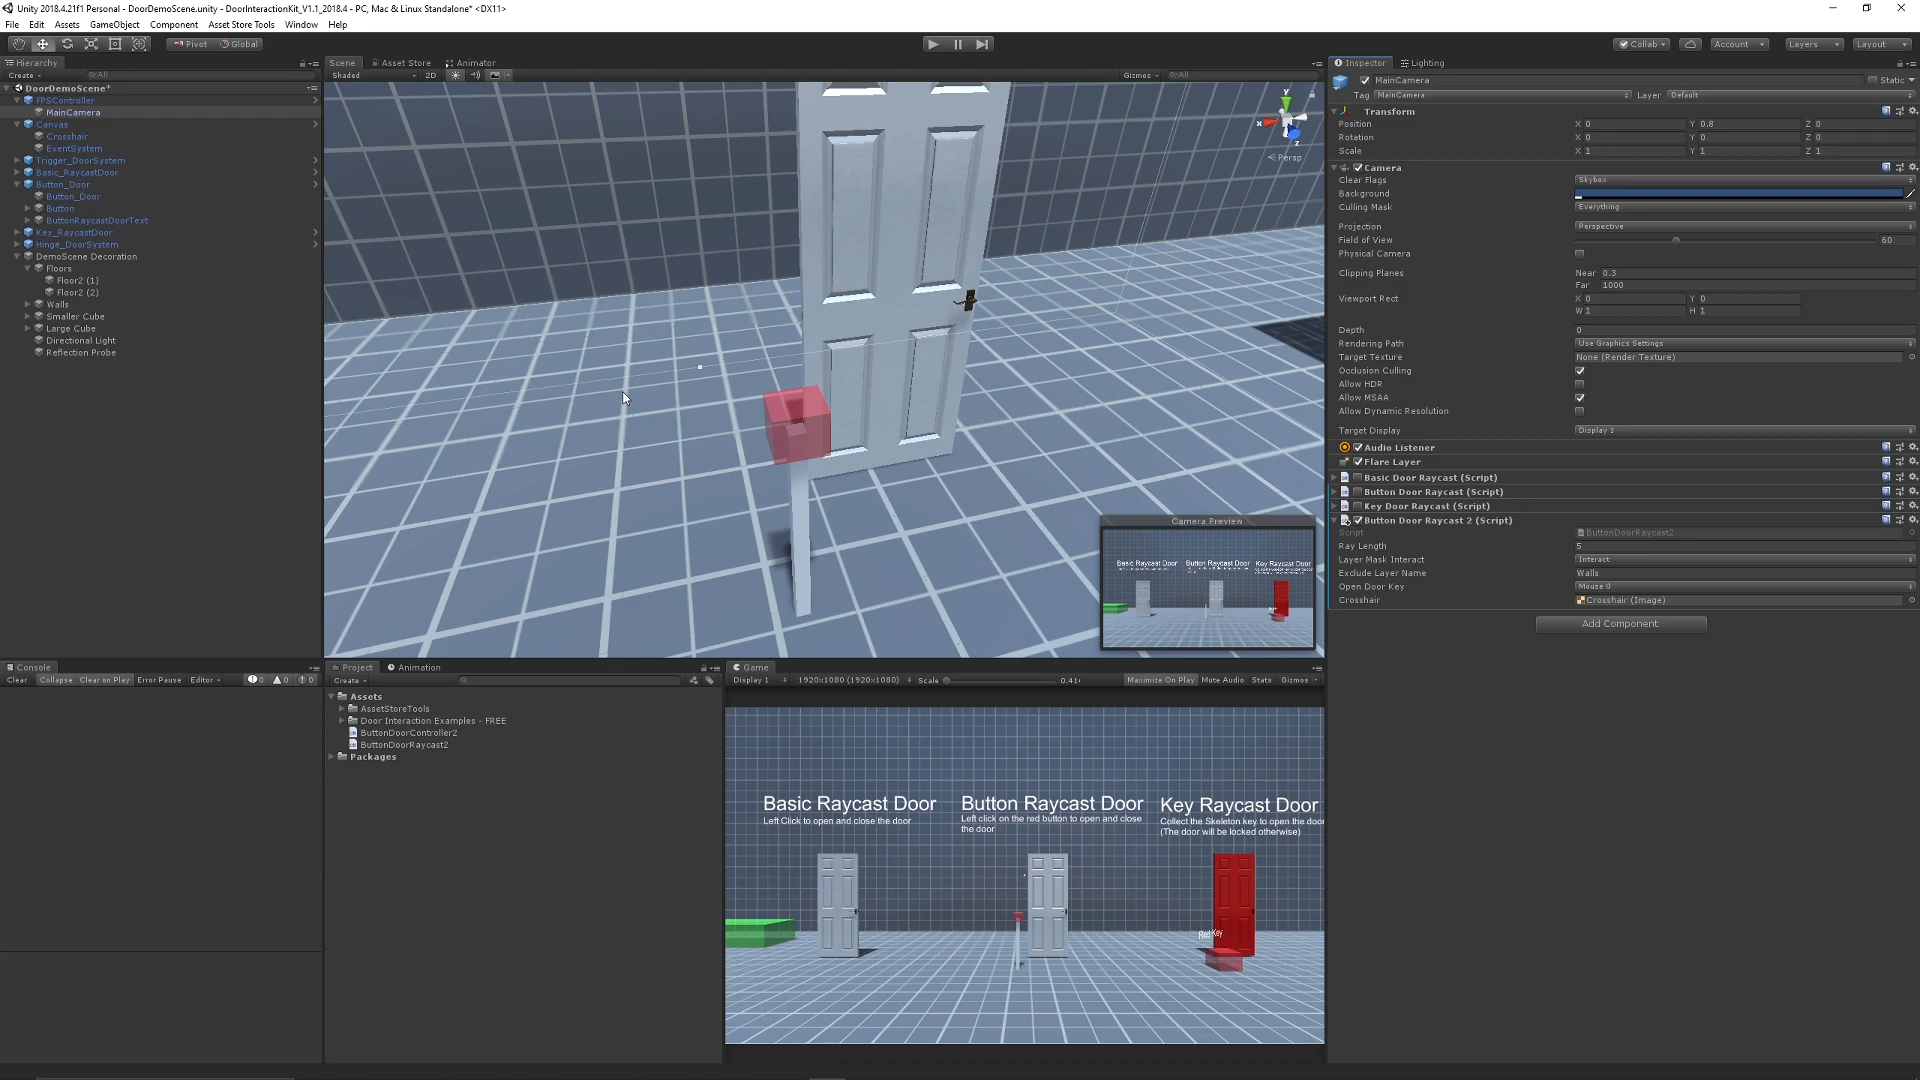 Unity 2018.4.21f1 Personal - DoorDemoScene.unity - DoorInteractionKit_V1.1_2018.4 - PC, Mac & Linux Standalone* <DX11>
File Edit Assets GameObject Component Asset Store Tools Window Help
Pivot Global
Collab Account Layers Layout
Hierarchy
Create All
DoorDemoScene*
FPSController
MainCamera
Canvas
Crosshair
EventSystem
Trigger_DoorSystem
Basic_RaycastDoor
Button_Door
Button_Door
Button
ButtonRaycastDoorText
Key_RaycastDoor
Hinge_DoorSystem
DemoScene Decoration
Floors
Floor2 (1)
Floor2 (2)
Walls
Smaller Cube
Large Cube
Directional Light
Reflection Probe
Scene Asset Store Animator
Shaded 2D Gizmos All
y
x
z
Persp
Camera Preview
Basic Raycast Door Button Raycast Door Key Raycast Door
Inspector Lighting
MainCamera Static
Tag MainCamera Layer Default
Transform
Position X 0 Y 0.8 Z 0
Rotation X 0 Y 0 Z 0
Scale X 1 Y 1 Z 1
Camera
Clear Flags Skybox
Background
Culling Mask Everything
Projection Perspective
Field of View 60
Physical Camera
Clipping Planes Near 0.3
Far 1000
Viewport Rect X 0 Y 0
W 1 H 1
Depth 0
Rendering Path Use Graphics Settings
Target Texture None (Render Texture)
Occlusion Culling
Allow HDR
Allow MSAA
Allow Dynamic Resolution
Target Display Display 1
Audio Listener
Flare Layer
Basic Door Raycast (Script)
Button Door Raycast (Script)
Key Door Raycast (Script)
Button Door Raycast 2 (Script)
Script ButtonDoorRaycast2
Ray Length 5
Layer Mask Interact Interact
Exclude Layer Name Walls
Open Door Key Mouse 0
Crosshair Crosshair (Image)
Add Component
Console
Clear Collapse Clear on Play Error Pause Editor 0 0 0
Project Animation
Create
Assets
AssetStoreTools
Door Interaction Examples - FREE
ButtonDoorController2
ButtonDoorRaycast2
Packages
Game
Display 1 1920x1080 (1920x1080) Scale Maximize On Play Mute Audio Stats Gizmos
Basic Raycast Door
Left Click to open and close the door
Button Raycast Door
Left click on the red button to open and close
the door
Key Raycast Door
Collect the Skeleton key to open the door
(The door will be locked otherwise)
Red Key